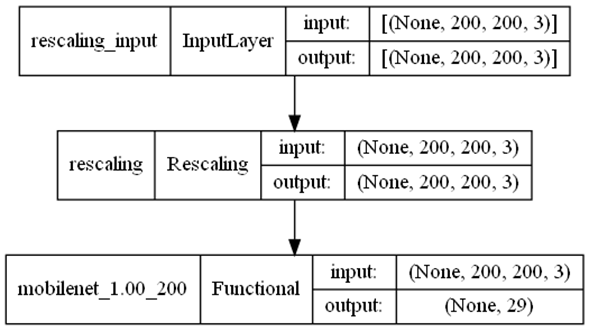 rescaling_input InputLayer input: [(None, 200, 200, 3)]
output: [(None, 200, 200, 3)]
rescaling Rescaling input: (None, 200, 200, 3)
output: (None, 200, 200, 3)
mobilenet_1.00_200 Functional input: (None, 200, 200, 3)
output: (None, 29)